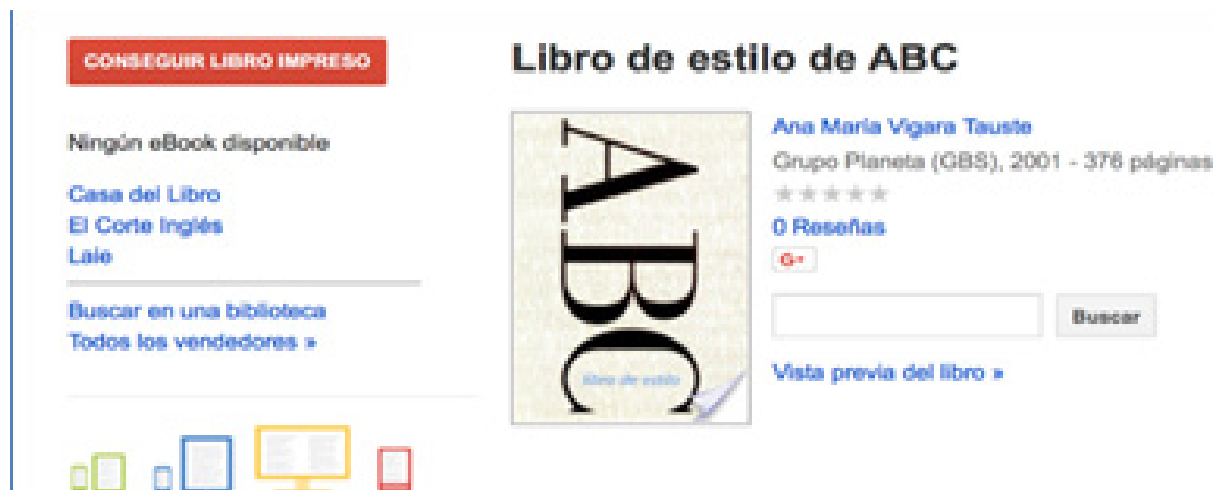 CONSEGUIR LIBRO IMPRESO
Ningún eBook disponible
Casa del Libro
El Corte Inglés
Laie
Buscar en una biblioteca
Todos los vendedores »
Libro de estilo de ABC
ABC
libro de estilo
Ana María Vigara Tauste
Grupo Planeta (GBS), 2001 - 376 páginas
0 Reseñas
G+
Buscar
Vista previa del libro »